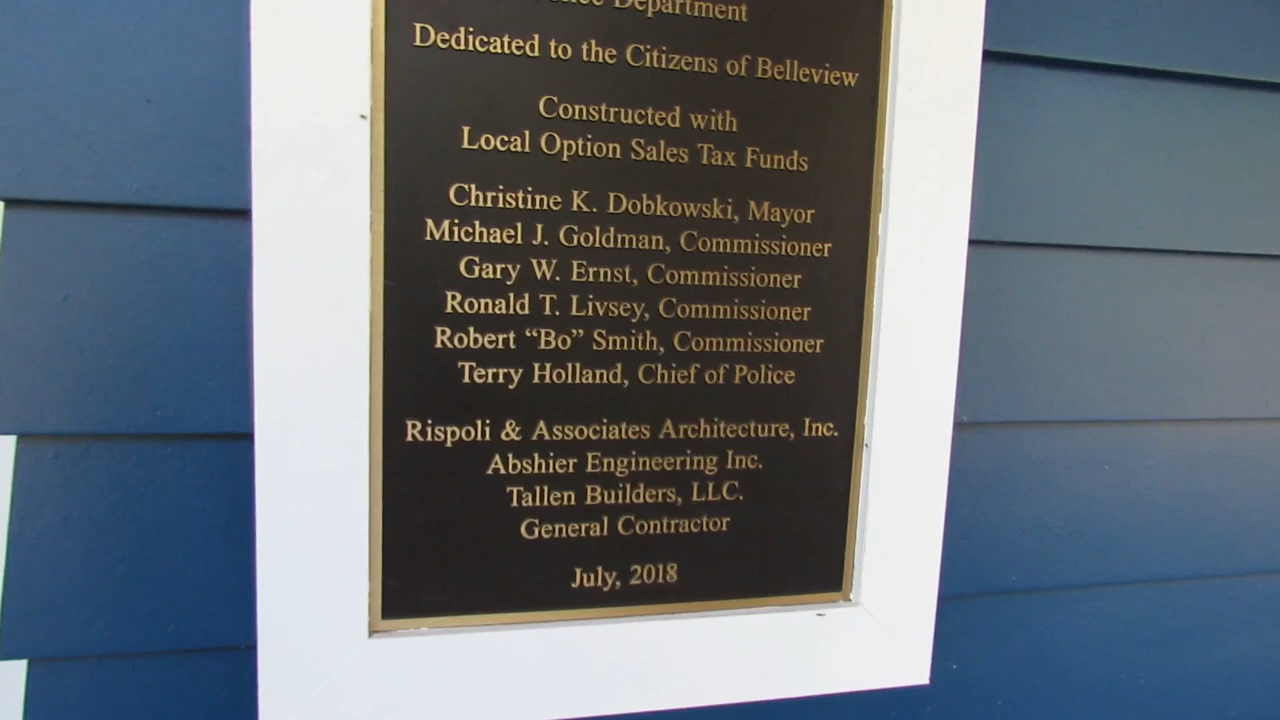 Department
Dedicated to the Citizens of Belleview
Constructed with
Local Option Sales Tax Funds
Christine K. Dobkowski, Mayor
Michael J. Goldman, Commissioner
Gary W. Ernst, Commissioner
Ronald T. Livsey, Commissioner
Robert “Bo” Smith, Commissioner
Terry Holland, Chief of Police
Rispoli & Associates Architecture, Inc.
Abshier Engineering Inc.
Tallen Builders, LLC.
General Contractor
July, 2018